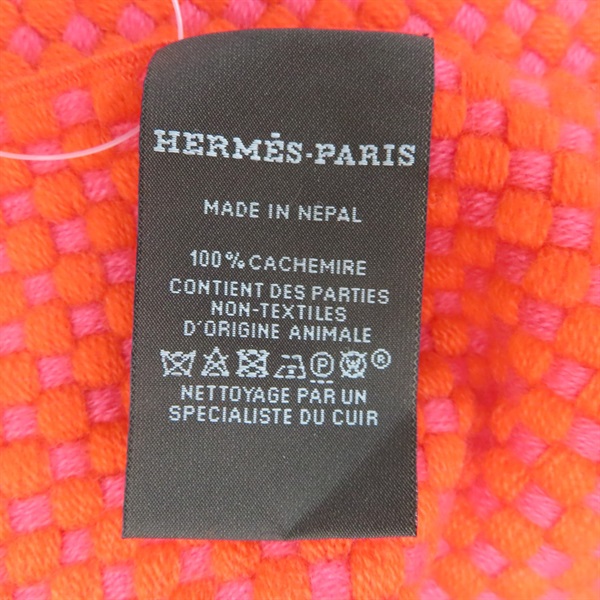 HERMÈS-PARIS
MADE IN NÉPAL
100% CACHEMIRE
CONTIENT DES PARTIES
NON-TEXTILES
D'ORIGINE ANIMALE
P W ®
NETTOYAGE PAR UN
SPECIALISTE DU CUIR